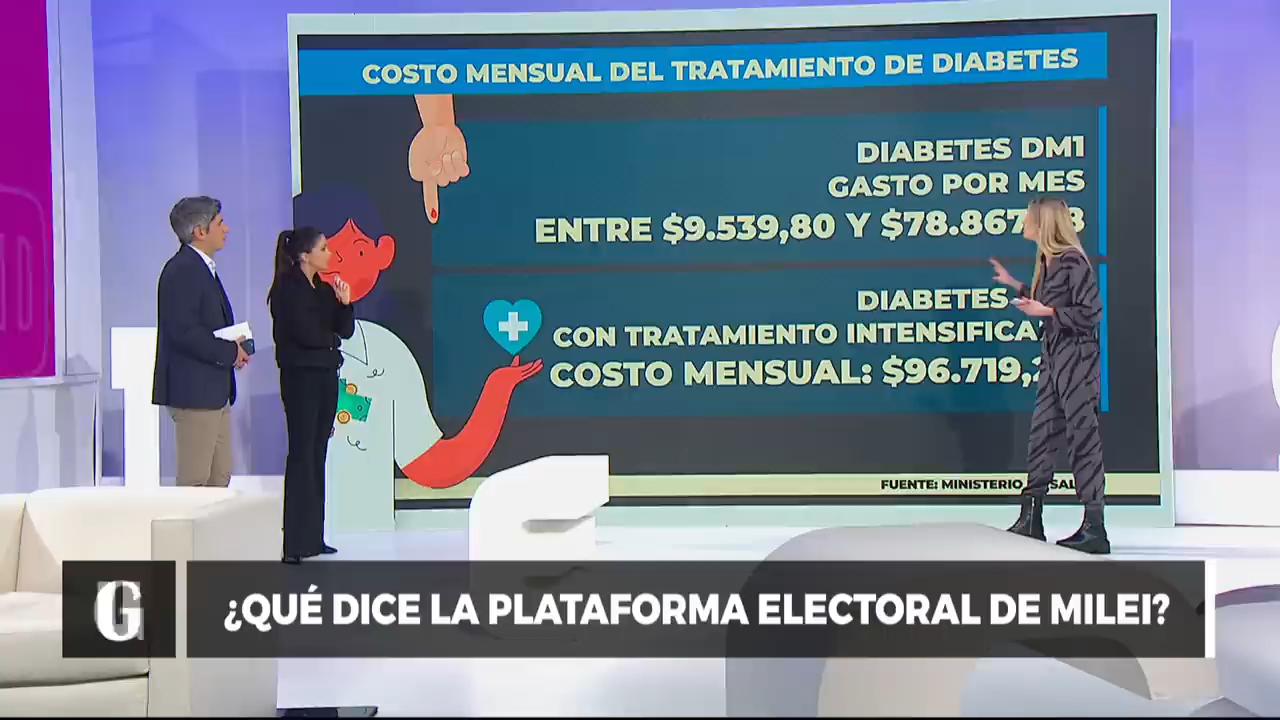 COSTO MENSUAL DEL TRATAMIENTO DE DIABETES
DIABETES DM1
GASTO POR MES
ENTRE $9.539,80 Y
DIABETES
CON TRATAMIENTO
COSTO MENSUAL:
FUENTE: MINISTERIO
G
¿QUÉ DICE LA PLATAFORMA ELECTORAL DE MILEI?